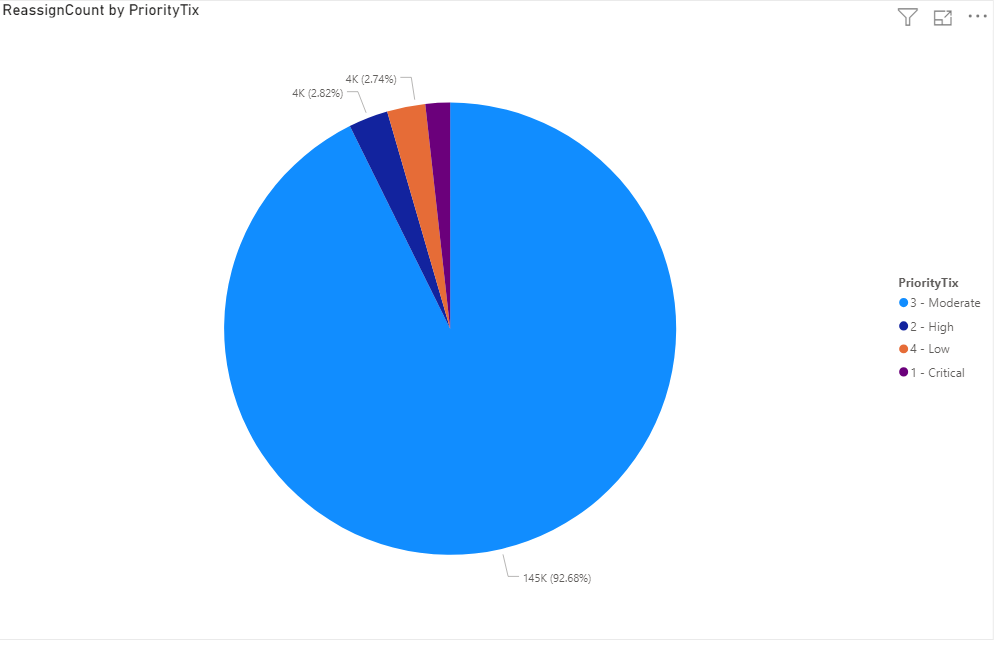 ReassignCount by PriorityTix
4K (2.74%)
4K (2.82%)
145K (92.68%)
PriorityTix
3 - Moderate
2 - High
4 - Low
1 - Critical